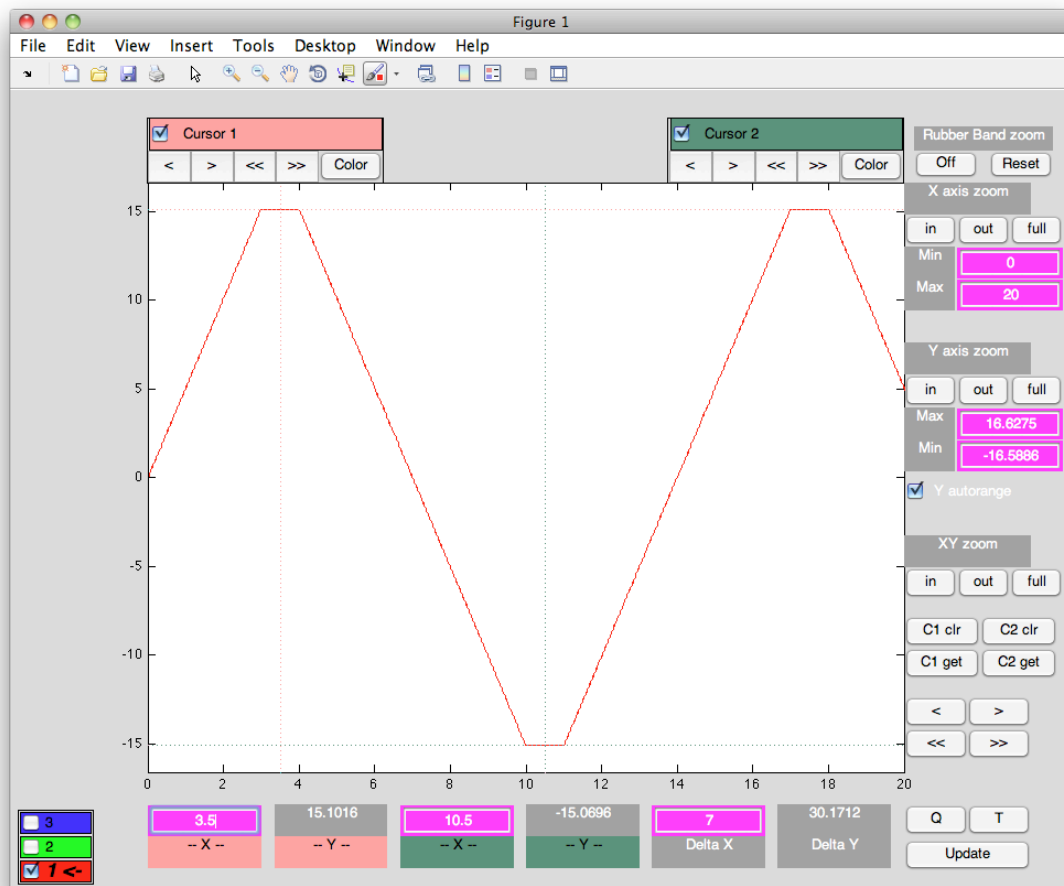 Figure 1
File Edit View Insert Tools Desktop Window Help
Cursor 1
< > << >> Color
Cursor 2
< > << >> Color
Rubber Band zoom
Off Reset
X axis zoom
in out full
Min 0
Max 20
Y axis zoom
in out full
Max 16.6275
Min -16.5886
Y autorange
XY zoom
in out full
C1 clr C2 clr
C1 get C2 get
< >
<< >>
15
10
5
0
-5
-10
-15
0 2 4 6 8 10 12 14 16 18 20
3
2
1 <-
3.5 15.1016 10.5 -15.0696 7 30.1712
-- X -- -- Y -- -- X -- -- Y -- Delta X Delta Y
Q T
Update